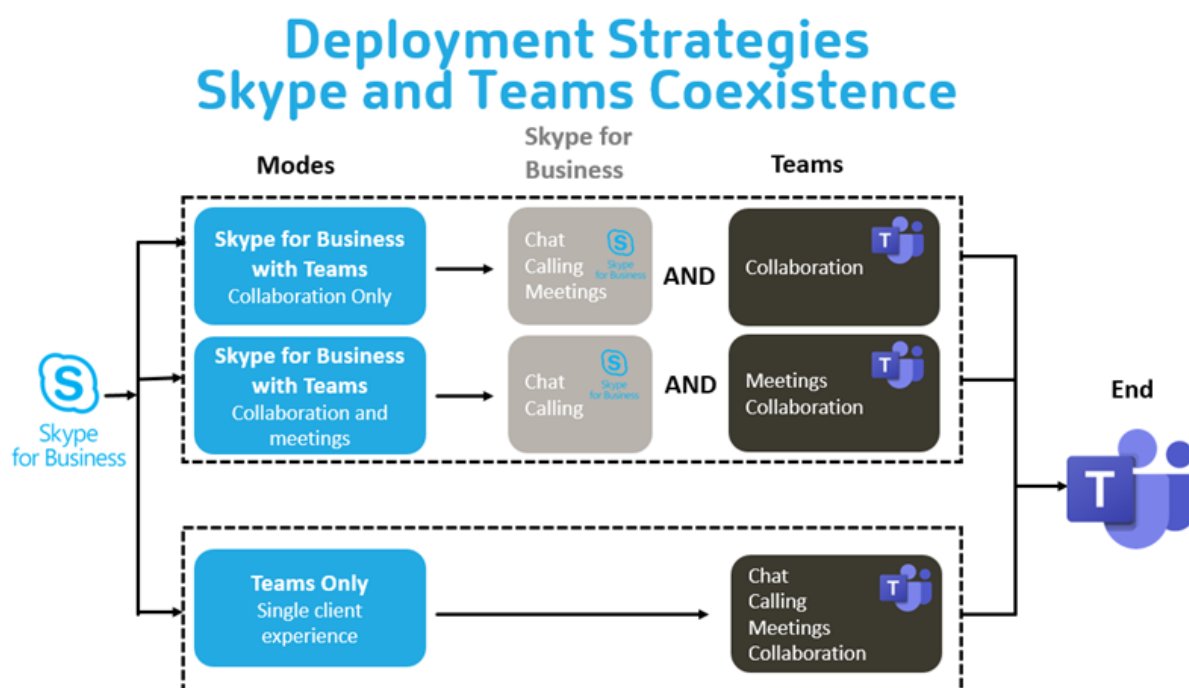 Deployment Strategies
Skype and Teams Coexistence
Modes
Skype for
Business
Teams
Skype for Business
with Teams
Collaboration Only
Chat
Calling
Meetings
S
Skype
for Business
AND
Collaboration
T
Skype for Business
with Teams
Collaboration and
meetings
Chat
Calling
S
Skype
for Business
AND
Meetings
Collaboration
T
S
Skype
for Business
End
T
Teams Only
Single client
experience
Chat
Calling
Meetings
Collaboration
T